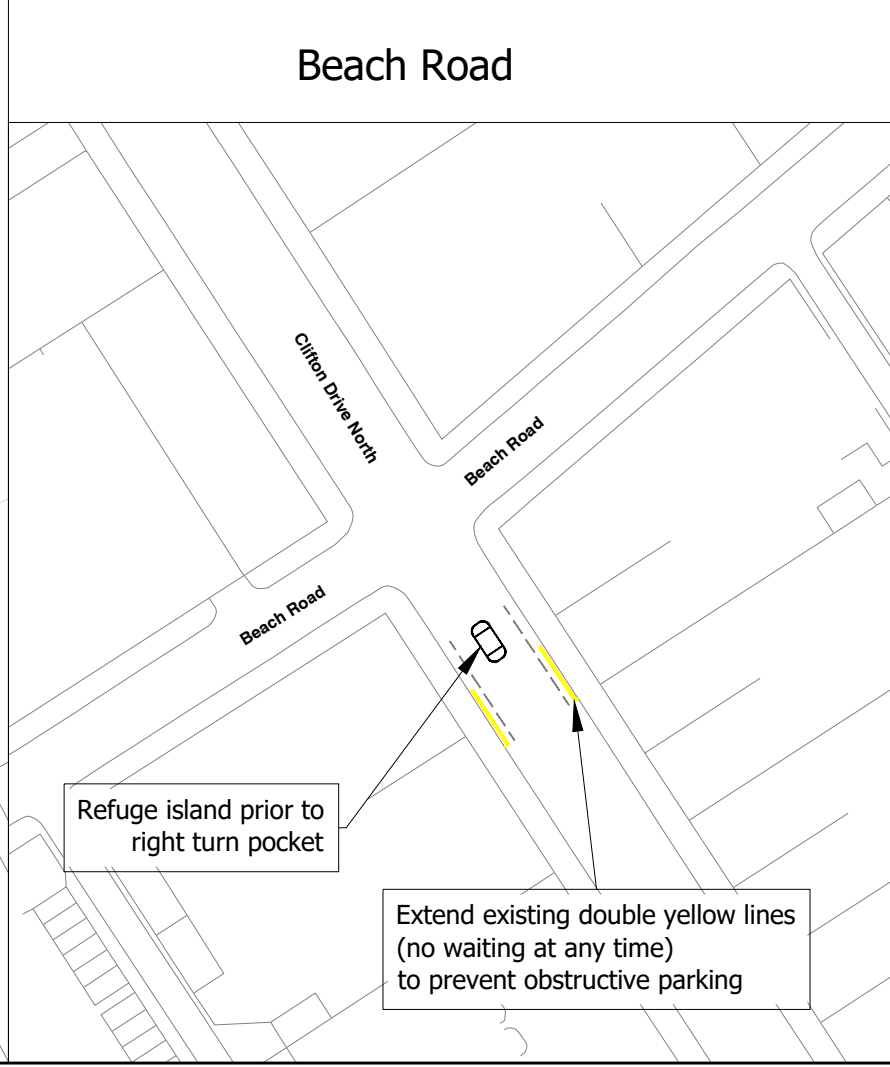 Beach Road
Clifton Drive North
Beach Road
Beach Road
Refuge island prior to
right turn pocket
Extend existing double yellow lines
(no waiting at any time)
to prevent obstructive parking